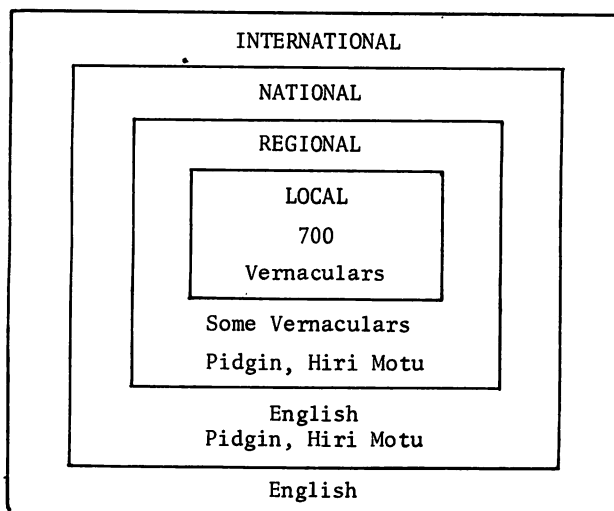 INTERNATIONAL
NATIONAL
REGIONAL
LOCAL
700
Vernaculars
Some Vernaculars
Pidgin, Hiri Motu
English
Pidgin, Hiri Motu
English